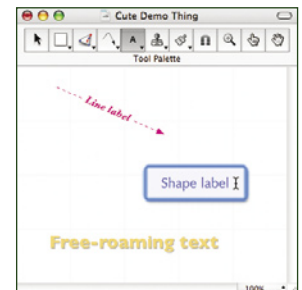 Cute Demo Thing
A
Tool Palette
Line label
Shape label
Free-roaming text
100%